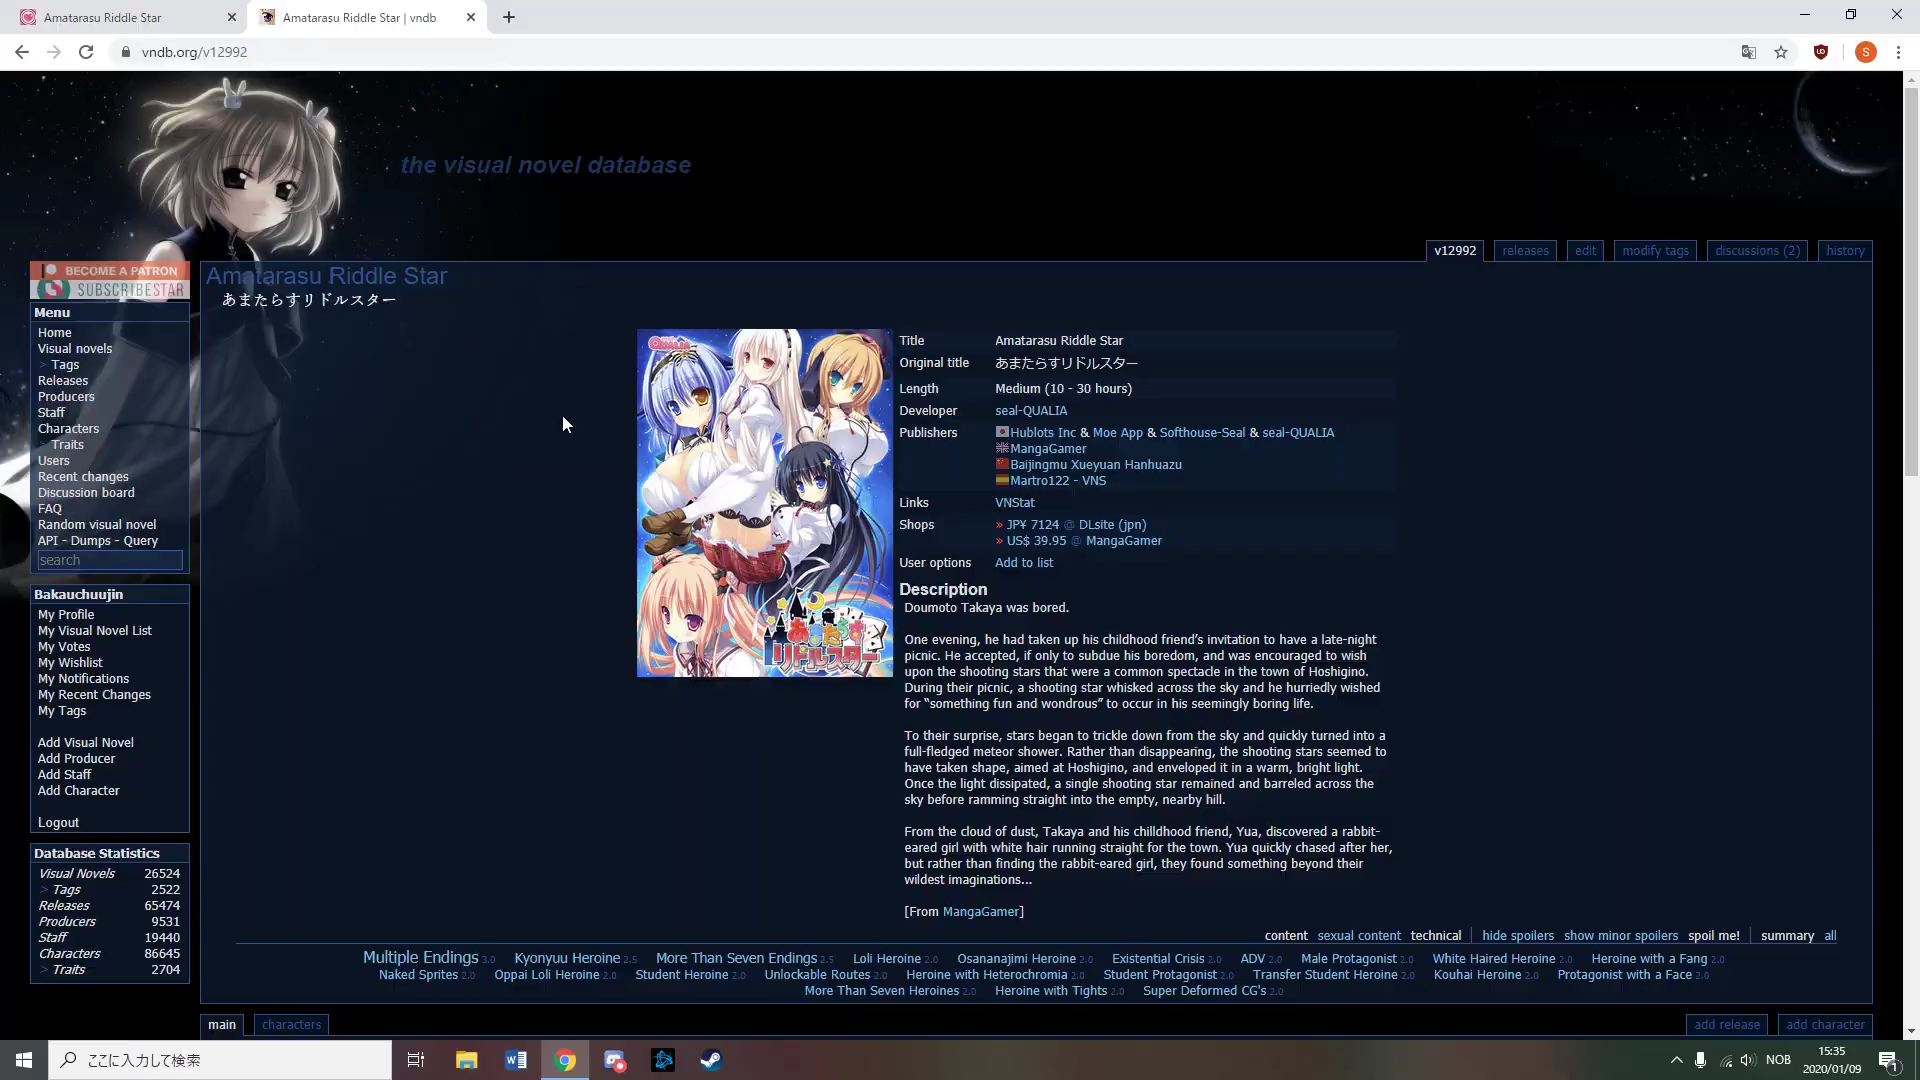 Amatarasu Riddle Star
Amatarasu Riddle Star | vndb
vndb.org/v12992
S
the visual novel database
v12992
releases
edit
modify tags
discussions (2)
history
BECOME A PATRON
SUBSCRIBESTAR
Menu
Home
Visual novels
> Tags
Releases
Producers
Staff
Characters
> Traits
Users
Recent changes
Discussion board
FAQ
Random visual novel
API - Dumps - Query
search
Bakauchuujin
My Profile
My Visual Novel List
My Votes
My Wishlist
My Notifications
My Recent Changes
My Tags
Add Visual Novel
Add Producer
Add Staff
Add Character
Logout
Database Statistics
Visual Novels 26524
> Tags 2522
Releases 65474
Producers 9531
Staff 19440
Characters 86645
> Traits 2704
Amatarasu Riddle Star
あまたらすリドルスター
QUALIA
あまたらす
リドルスター
Title Amatarasu Riddle Star
Original title あまたらすリドルスター
Length Medium (10 - 30 hours)
Developer seal-QUALIA
Publishers Hublots Inc & Moe App & Softhouse-Seal & seal-QUALIA
MangaGamer
Baijingmu Xueyuan Hanhuazu
Martro122 - VNS
Links VNStat
Shops » JP¥ 7124 @ DLsite (jpn)
» US$ 39.95 @ MangaGamer
User options Add to list
Description
Doumoto Takaya was bored.
One evening, he had taken up his childhood friend’s invitation to have a late-night
picnic. He accepted, if only to subdue his boredom, and was encouraged to wish
upon the shooting stars that were a common spectacle in the town of Hoshigino.
During their picnic, a shooting star whisked across the sky and he hurriedly wished
for “something fun and wondrous” to occur in his seemingly boring life.
To their surprise, stars began to trickle down from the sky and quickly turned into a
full-fledged meteor shower. Rather than disappearing, the shooting stars seemed to
have taken shape, aimed at Hoshigino, and enveloped it in a warm, bright light.
Once the light dissipated, a single shooting star remained and barreled across the
sky before ramming straight into the empty, nearby hill.
From the cloud of dust, Takaya and his chilldhood friend, Yua, discovered a rabbit-
eared girl with white hair running straight for the town. Yua quickly chased after her,
but rather than finding the rabbit-eared girl, they found something beyond their
wildest imaginations...
[From MangaGamer]
content sexual content technical | hide spoilers show minor spoilers spoil me! | summary all
Multiple Endings 3.0 Kyonyuu Heroine 2.5 More Than Seven Endings 2.5 Loli Heroine 2.0 Osananajimi Heroine 2.0 Existential Crisis 2.0 ADV 2.0 Male Protagonist 2.0 White Haired Heroine 2.0 Heroine with a Fang 2.0
Naked Sprites 2.0 Oppai Loli Heroine 2.0 Student Heroine 2.0 Unlockable Routes 2.0 Heroine with Heterochromia 2.0 Student Protagonist 2.0 Transfer Student Heroine 2.0 Kouhai Heroine 2.0 Protagonist with a Face 2.0
More Than Seven Heroines 2.0 Heroine with Tights 2.0 Super Deformed CG's 2.0
main
characters
add release
add character
ここに入力して検索
NOB
15:35
2020/01/09
1